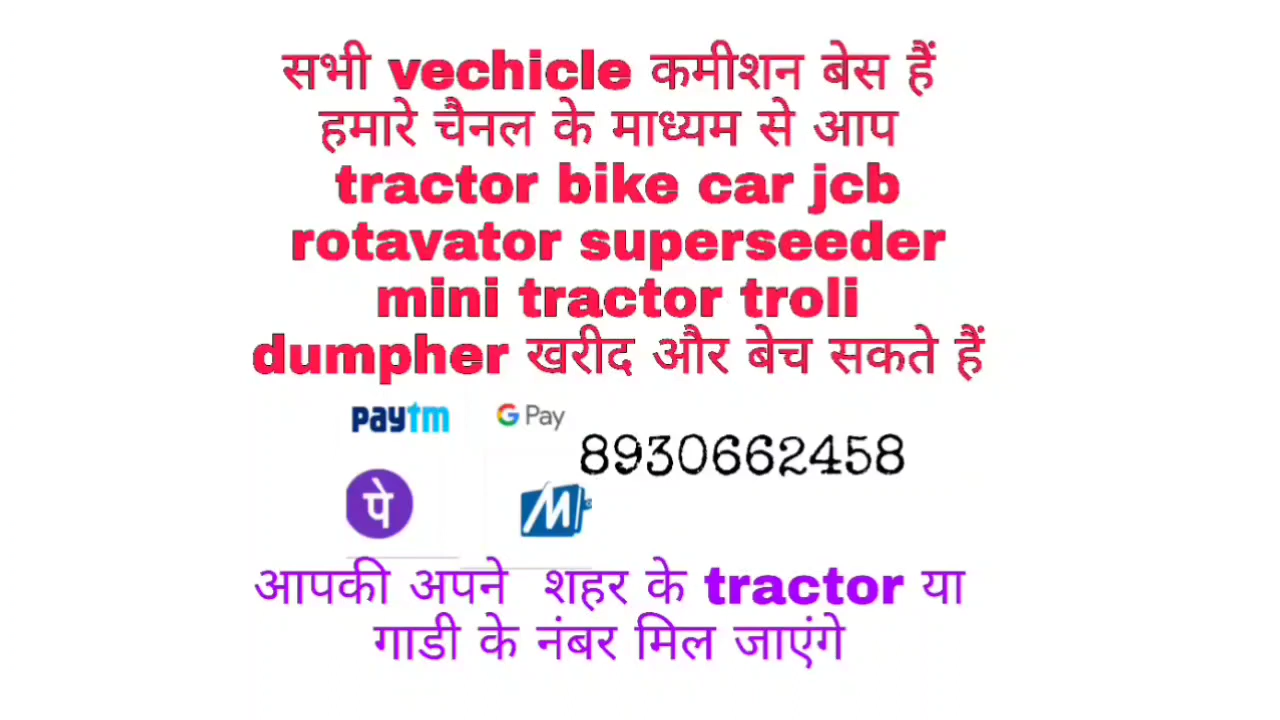 सभी vechicle कमीशन बेस हैं
हमारे चैनल के माध्यम से आप
tractor bike car jcb
rotavator superseeder
mini tractor troli
dumpher खरीद और बेच सकते हैं
paytm G Pay
8930662458
पे M
आपकी अपने शहर के tractor या
गाडी के नंबर मिल जाएंगे